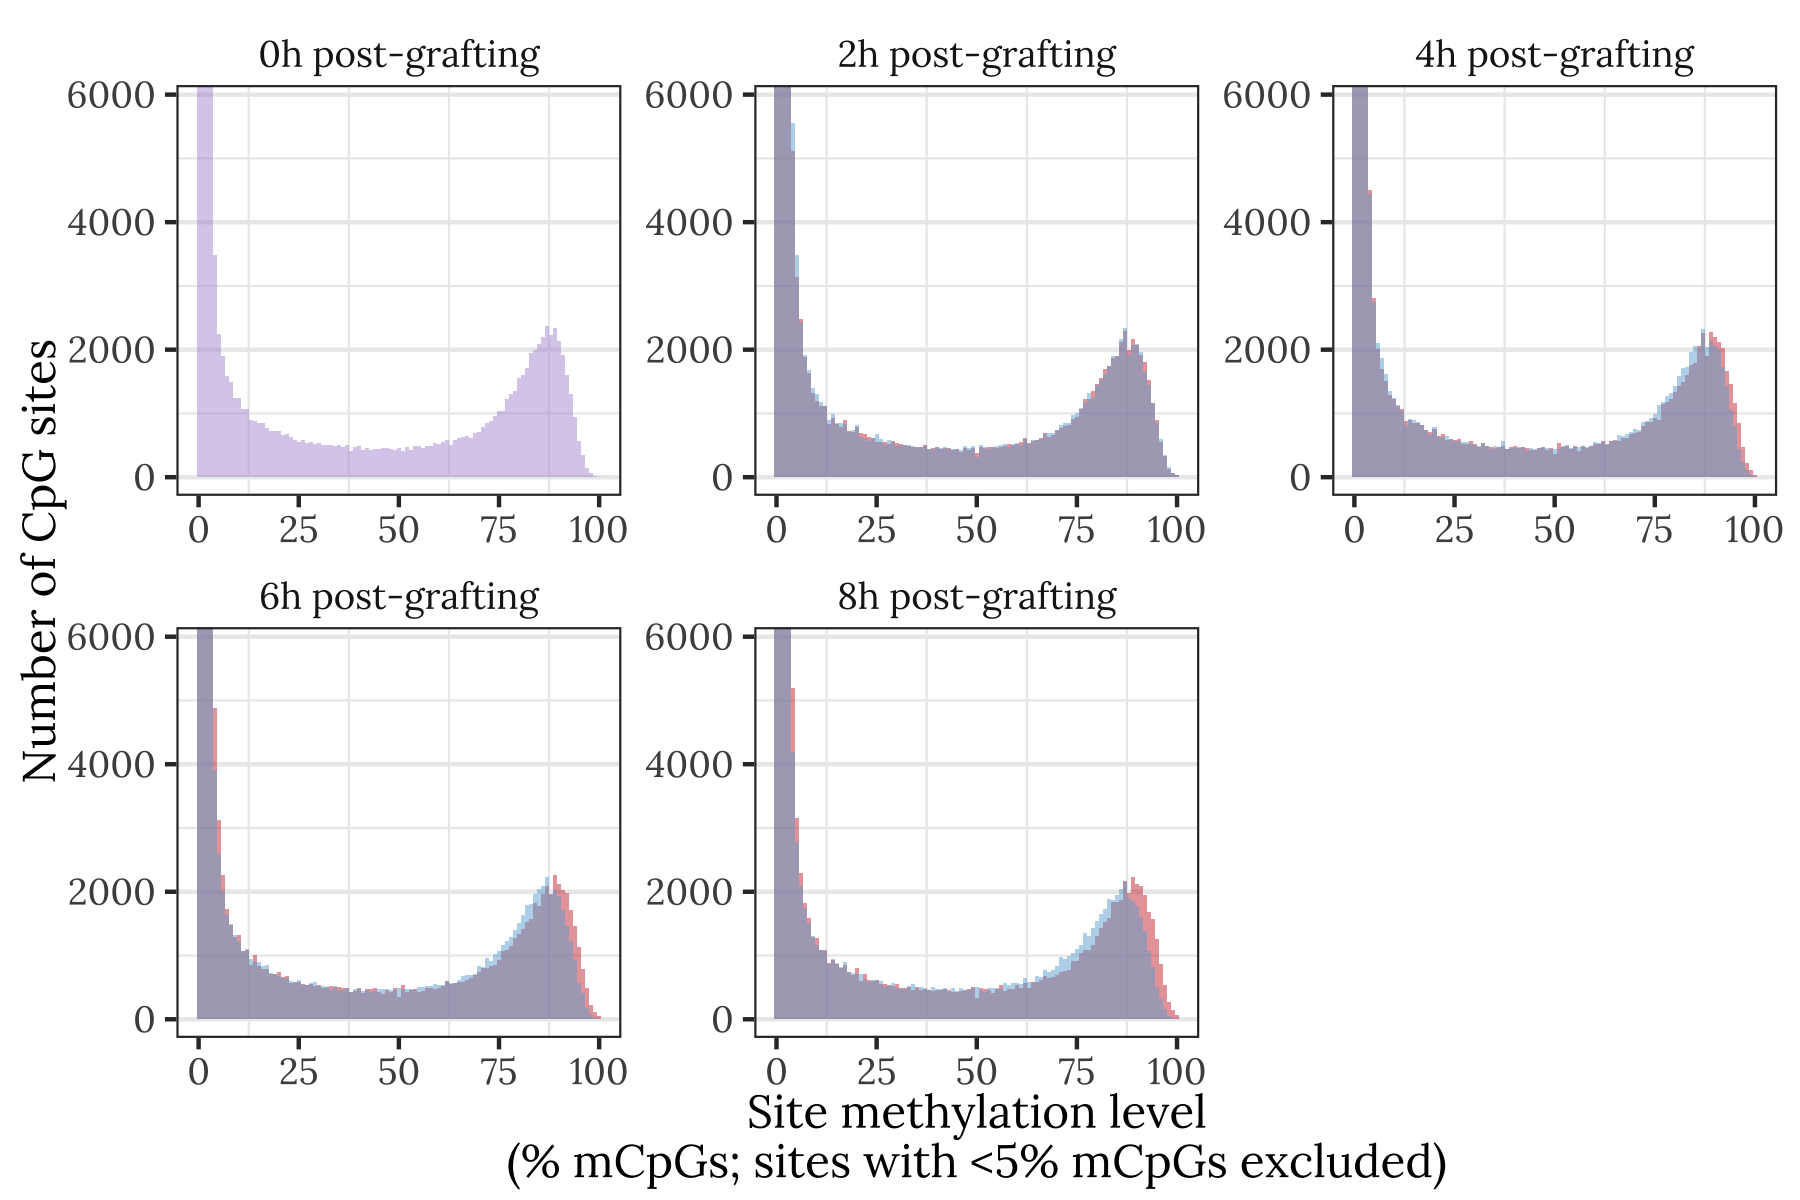 0h post-grafting
2h post-grafting
4h post-grafting
6000
4000
2000
0
0 25 50 75 100
6000
4000
2000
0
0 25 50 75 100
6000
4000
2000
0
0 25 50 75 100
Number of CpG sites
6h post-grafting
8h post-grafting
6000
4000
2000
0
0 25 50 75 100
6000
4000
2000
0
0 25 50 75 100
Site methylation level
(% mCpGs; sites with <5% mCpGs excluded)